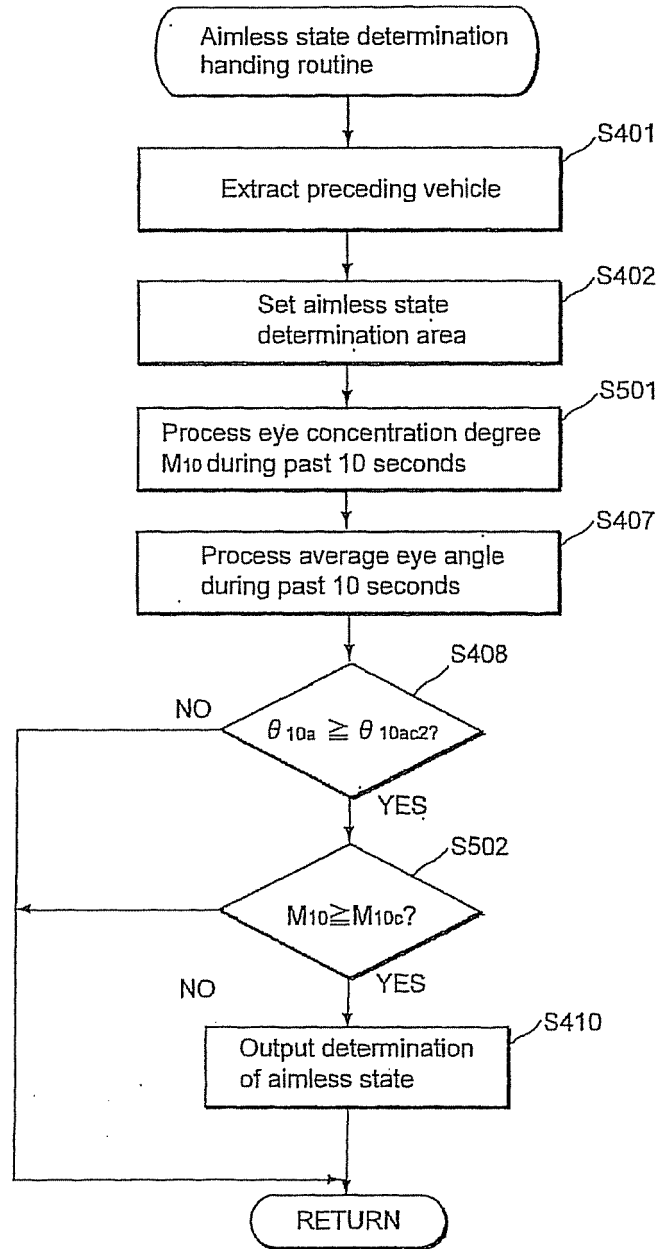 Aimless state determination
handing routine
S401
Extract preceding vehicle
S402
Set aimless state
determination area
S501
Process eye concentration degree
M10 during past 10 seconds
S407
Process average eye angle
during past 10 seconds
S408
NO
θ10a ≧ θ10ac2?
YES
S502
M10≧M10c?
NO
YES
S410
Output determination
of aimless state
RETURN